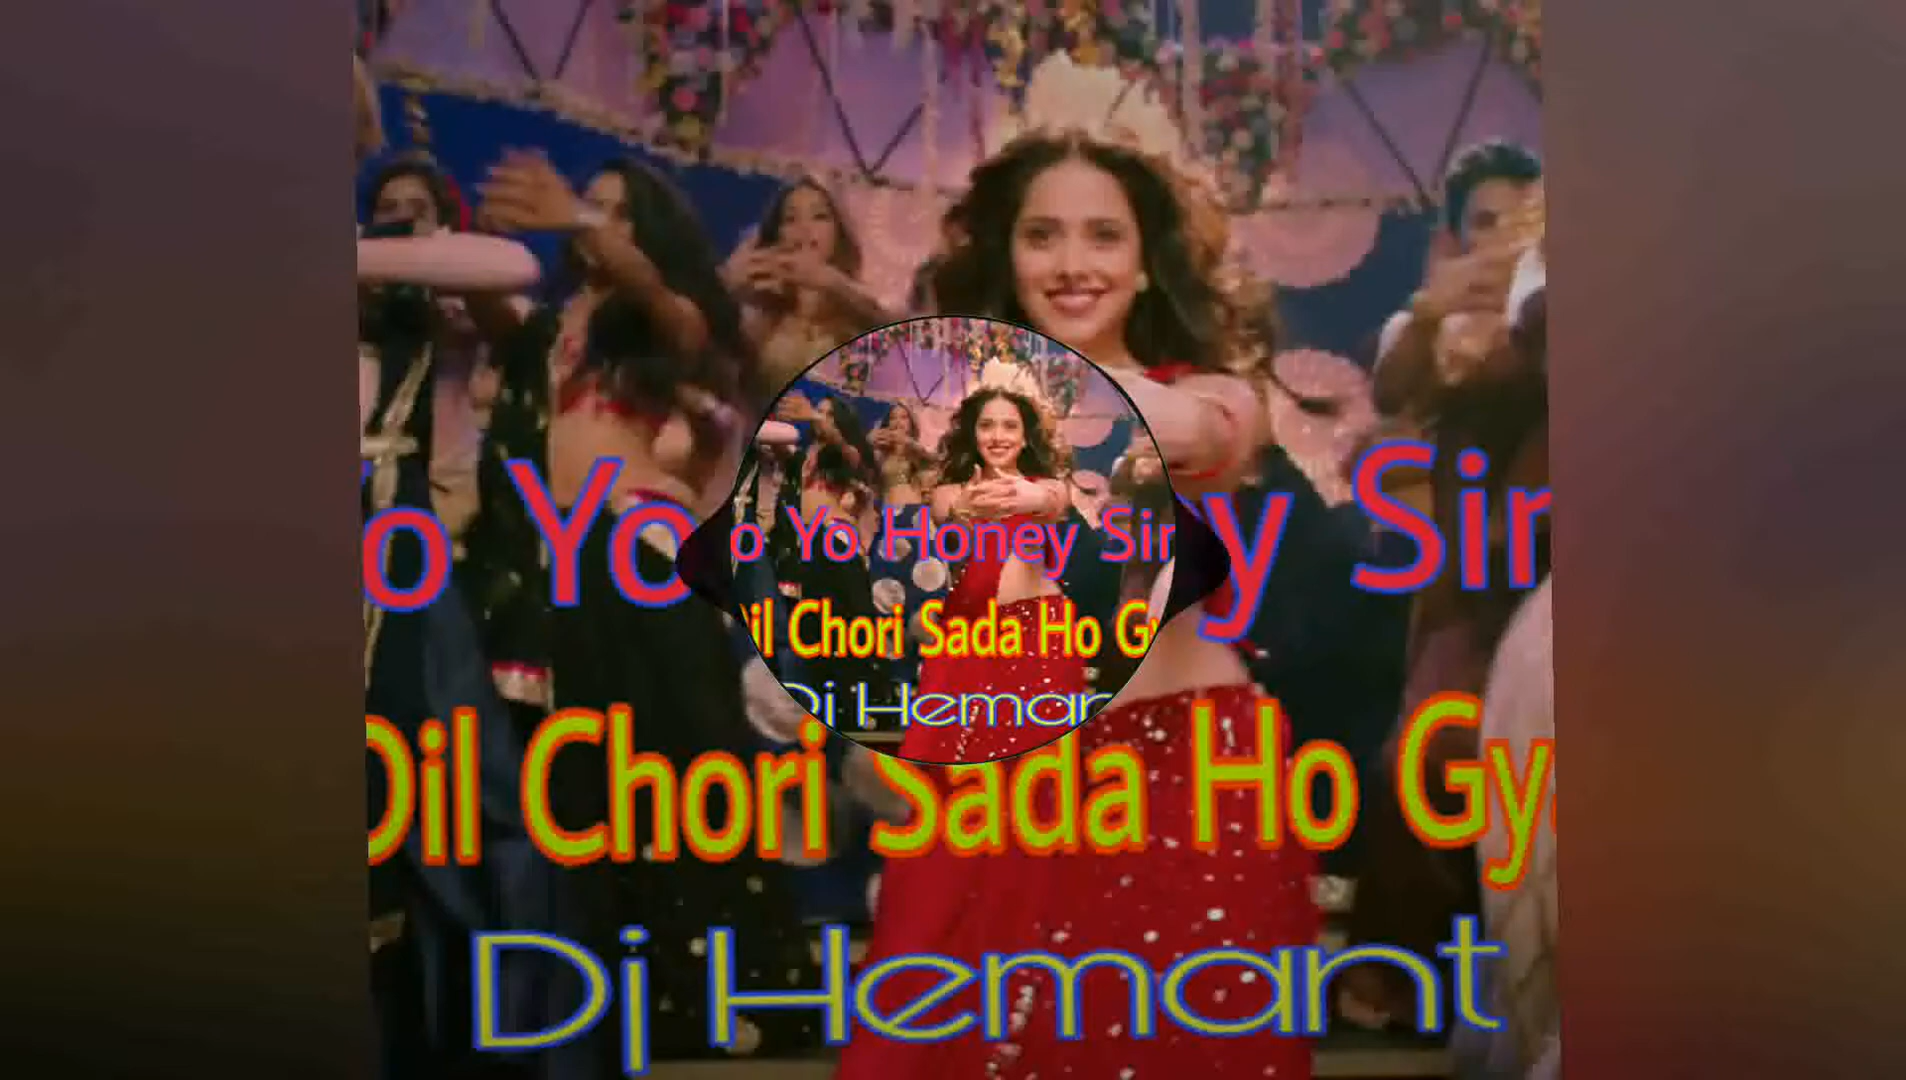 Yo Yo y Sin
Dil Chori Sada Ho Gya
Dj Hemant
o Yo Honey Sin
Dil Chori Sada Ho Gy
Dj Hemant